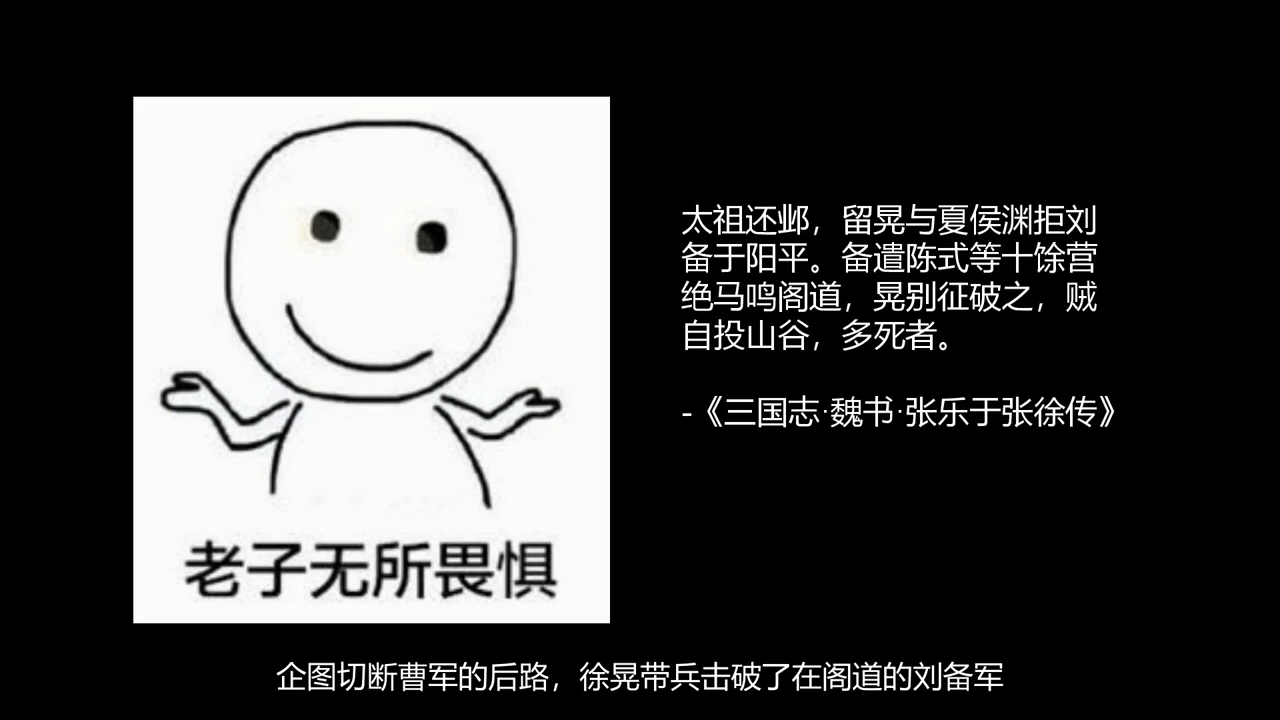 老子无所畏惧
太祖还邺，留晃与夏侯渊拒刘
备于阳平。备遣陈式等十馀营
绝马鸣阁道，晃别征破之，贼
自投山谷，多死者。
-《三国志·魏书·张乐于张徐传》
企图切断曹军的后路，徐晃带兵击破了在阁道的刘备军